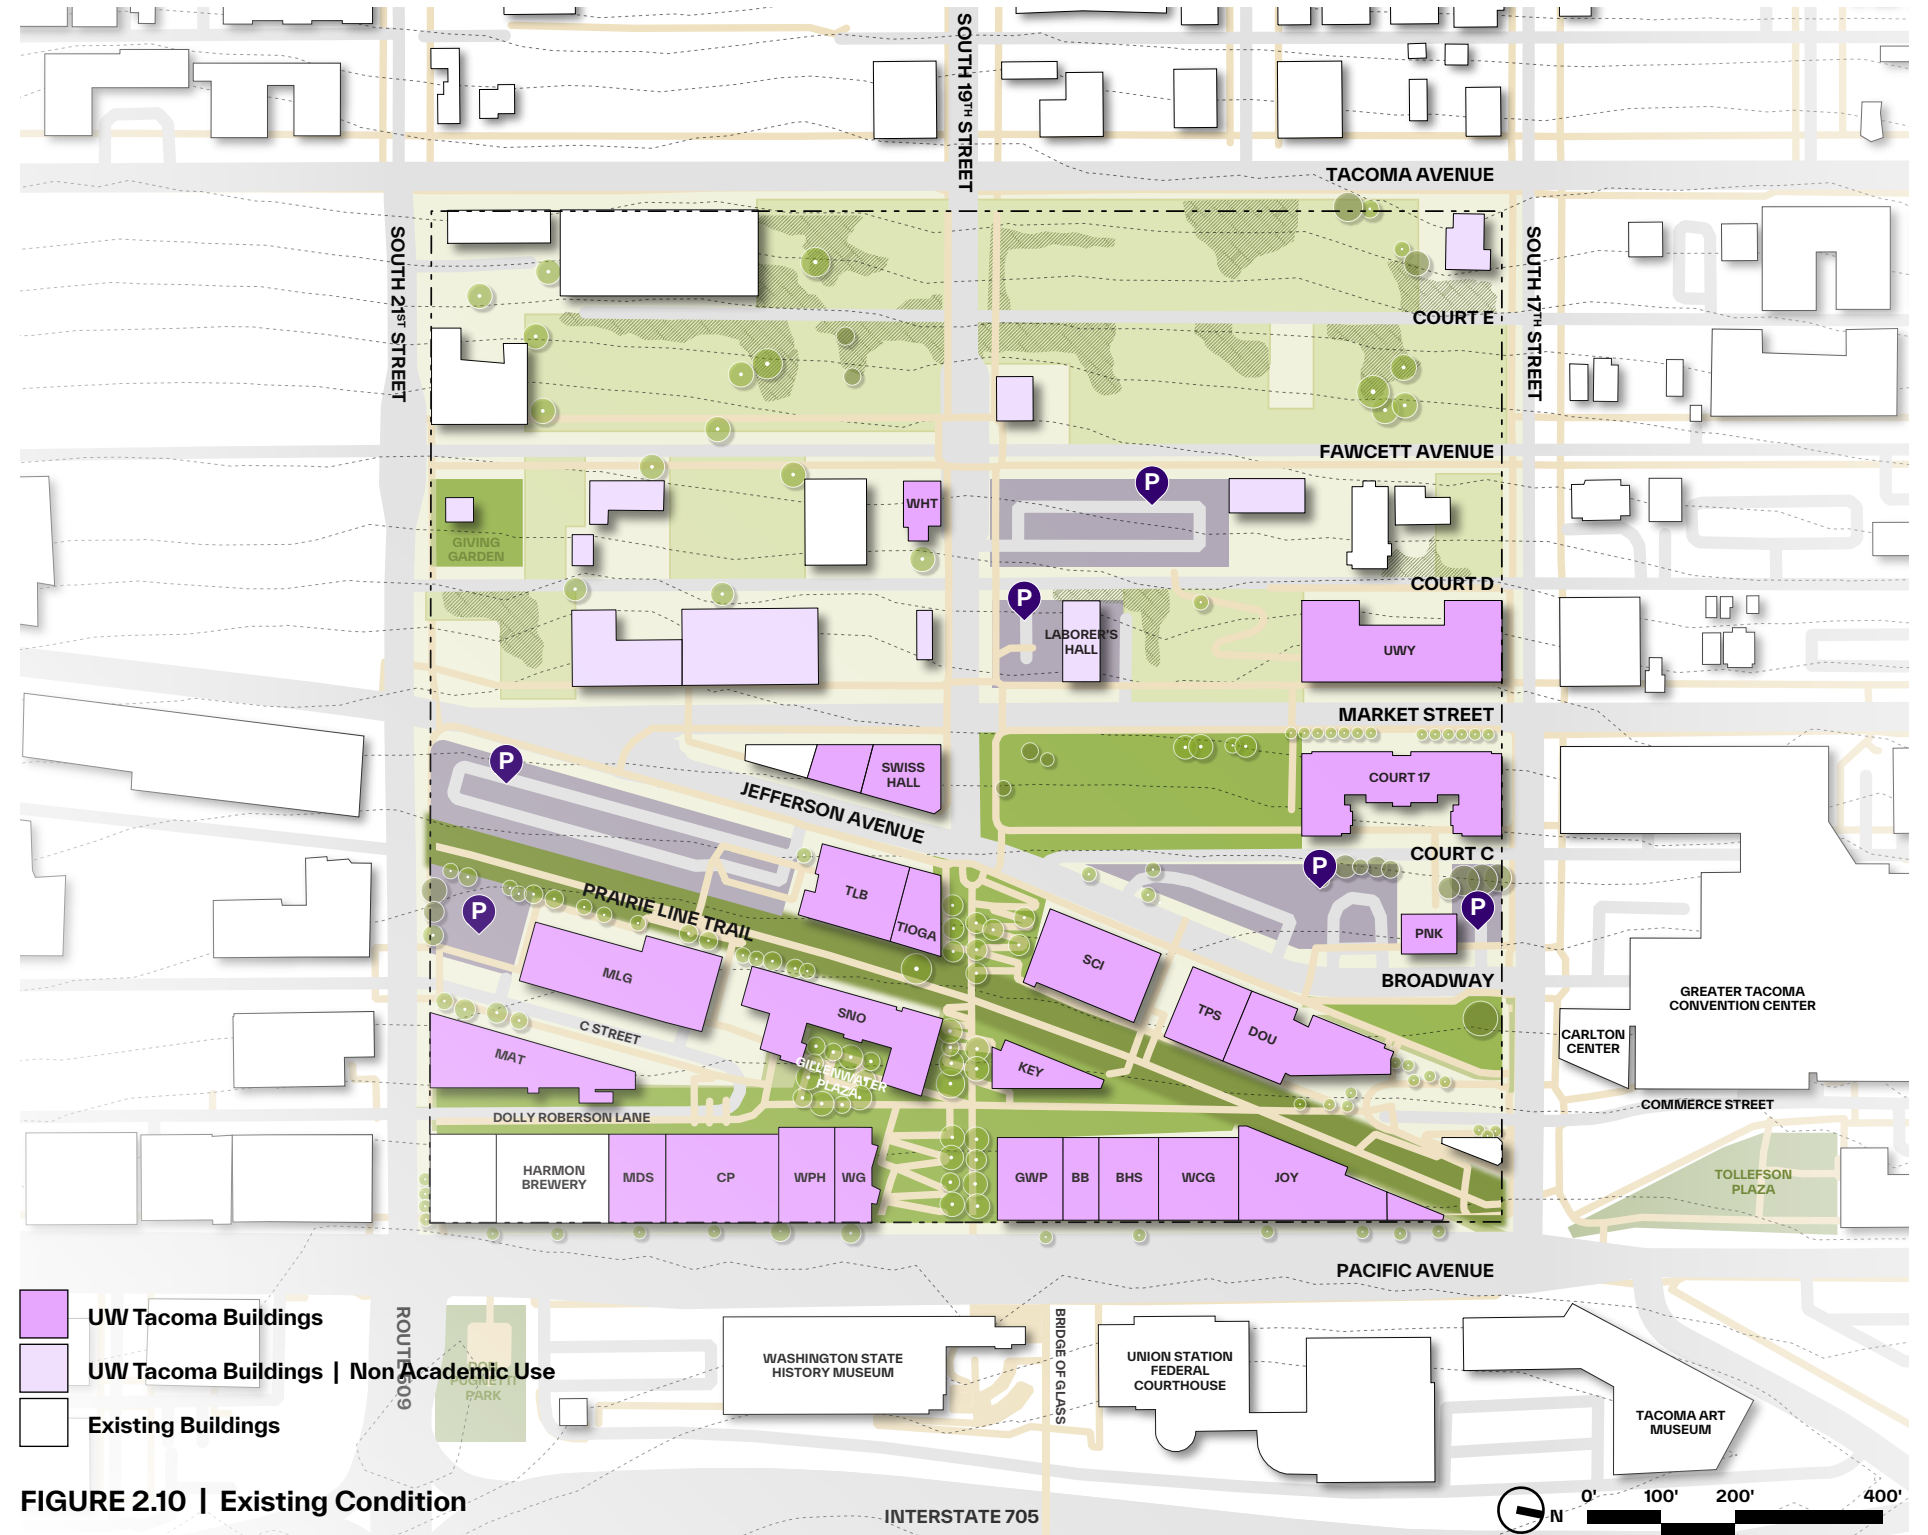 SOUTH 19TH STREET
TACOMA AVENUE
SOUTH 21ST STREET
SOUTH 17TH STREET
COURT E
FAWCETT AVENUE
P
WHT
GIVING
GARDEN
COURT D
P
LABORER'S
HALL
UWY
MARKET STREET
P
SWISS
HALL
COURT 17
JEFFERSON AVENUE
COURT C
P
TLB
PRAIRIE LINE TRAIL
P
P
TIOGA
PNK
SCI
MLG
BROADWAY
GREATER TACOMA
CONVENTION CENTER
SNO
TPS
DOU
C STREET
CARLTON
CENTER
MAT
KEY
GILLENWATER
PLAZA
COMMERCE STREET
DOLLY ROBERSON LANE
HARMON
BREWERY
MDS
CP
WPH
WG
GWP
BB
BHS
WCG
JOY
TOLLEFSON
PLAZA
PACIFIC AVENUE
UW Tacoma Buildings
UW Tacoma Buildings | Non Academic Use
Existing Buildings
ROUTE 509
DON
PUGNETTI
PARK
WASHINGTON STATE
HISTORY MUSEUM
BRIDGE OF GLASS
UNION STATION
FEDERAL
COURTHOUSE
TACOMA ART
MUSEUM
FIGURE 2.10 | Existing Condition
INTERSTATE 705
N
0' 100' 200' 400'